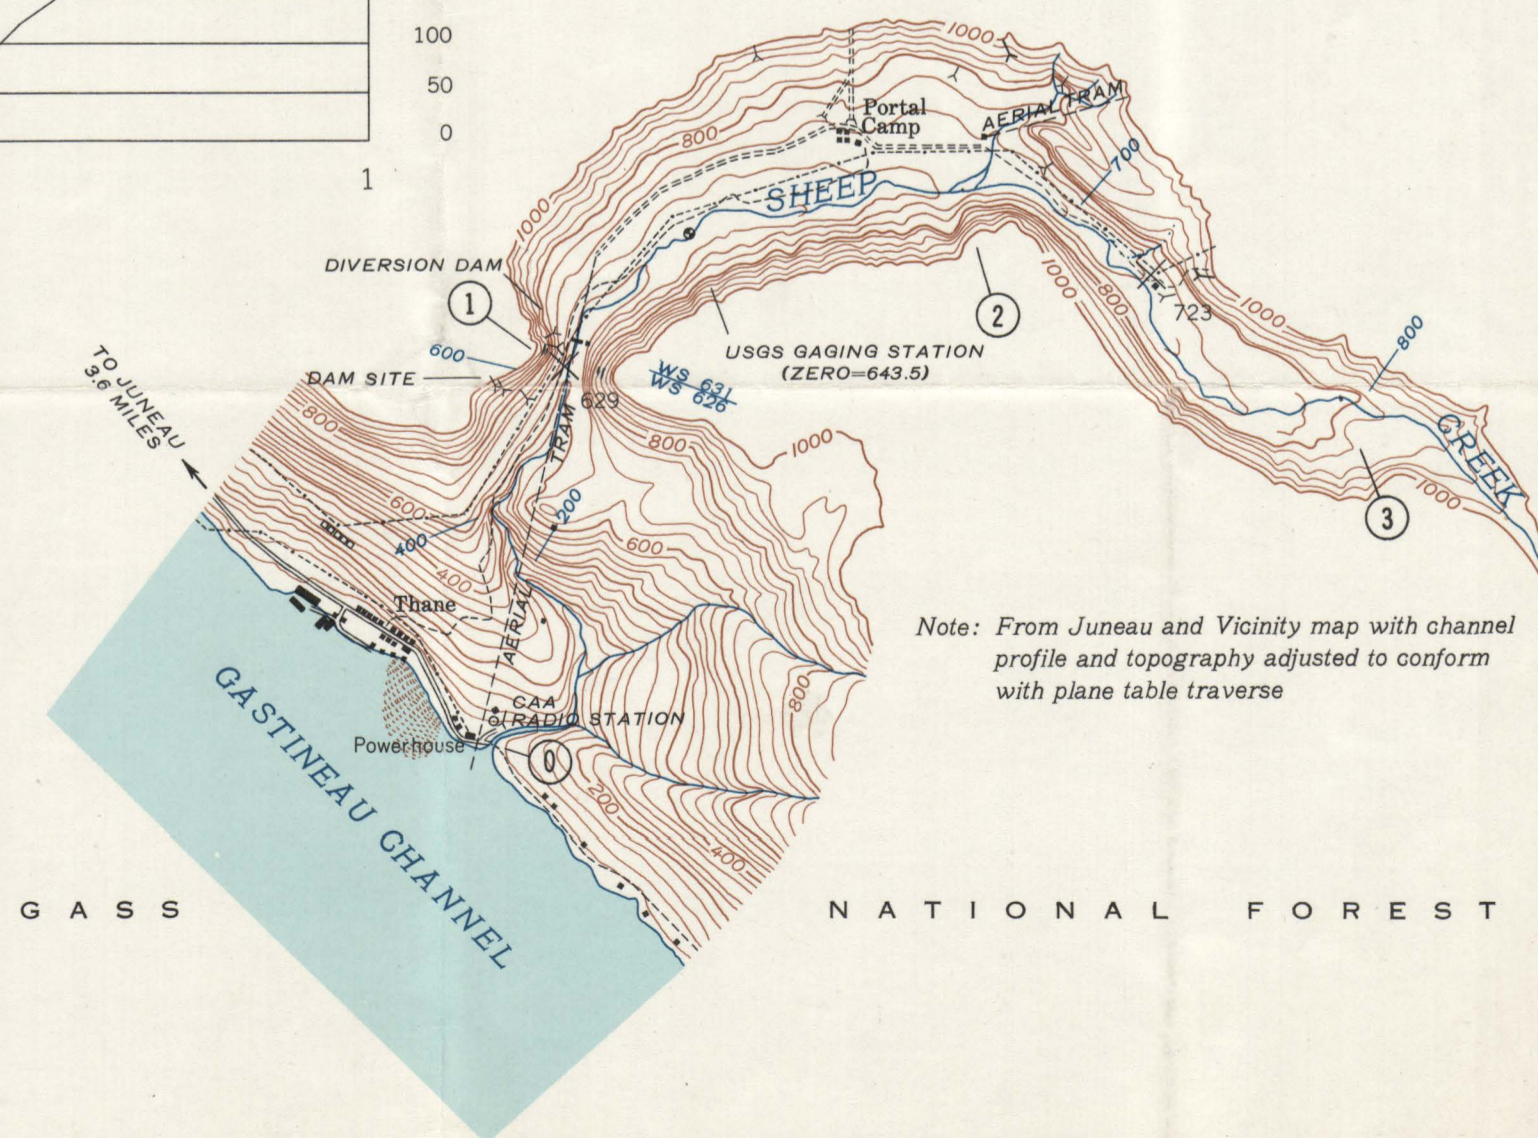 100
50
0
1
1000
800
Portal
Camp
AERIAL TRAM
700
SHEEP
1000
DIVERSION DAM
1
600
DAM SITE
USGS GAGING STATION
(ZERO=643.5)
2
1000
800
723
1000
800
WS 631
WS 626
629
TRAM
TO JUNEAU
3.6 MILES
800
800
1000
CREEK
1000
3
600
400
200
600
400
Thane
AERIAL
Note: From Juneau and Vicinity map with channel
profile and topography adjusted to conform
with plane table traverse
800
CAA
RADIO STATION
Powerhouse
0
GASTINEAU CHANNEL
200
400
GASS NATIONAL FOREST